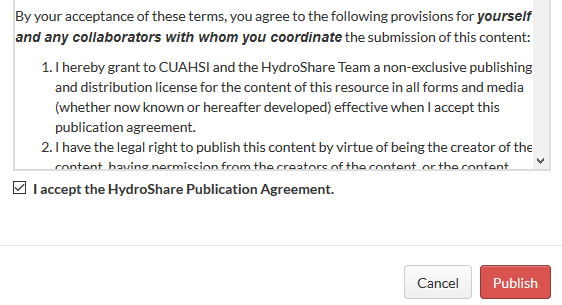 By your acceptance of these terms, you agree to the following provisions for yourself
and any collaborators with whom you coordinate the submission of this content:
1. I hereby grant to CUAHSI and the HydroShare Team a non-exclusive publishing
and distribution license for the content of this resource in all forms and media
(whether now known or hereafter developed) effective when I accept this
publication agreement.
2. I have the legal right to publish this content by virtue of being the creator of the
content, having permission from the creators of the content, or the content
I accept the HydroShare Publication Agreement.
Cancel Publish